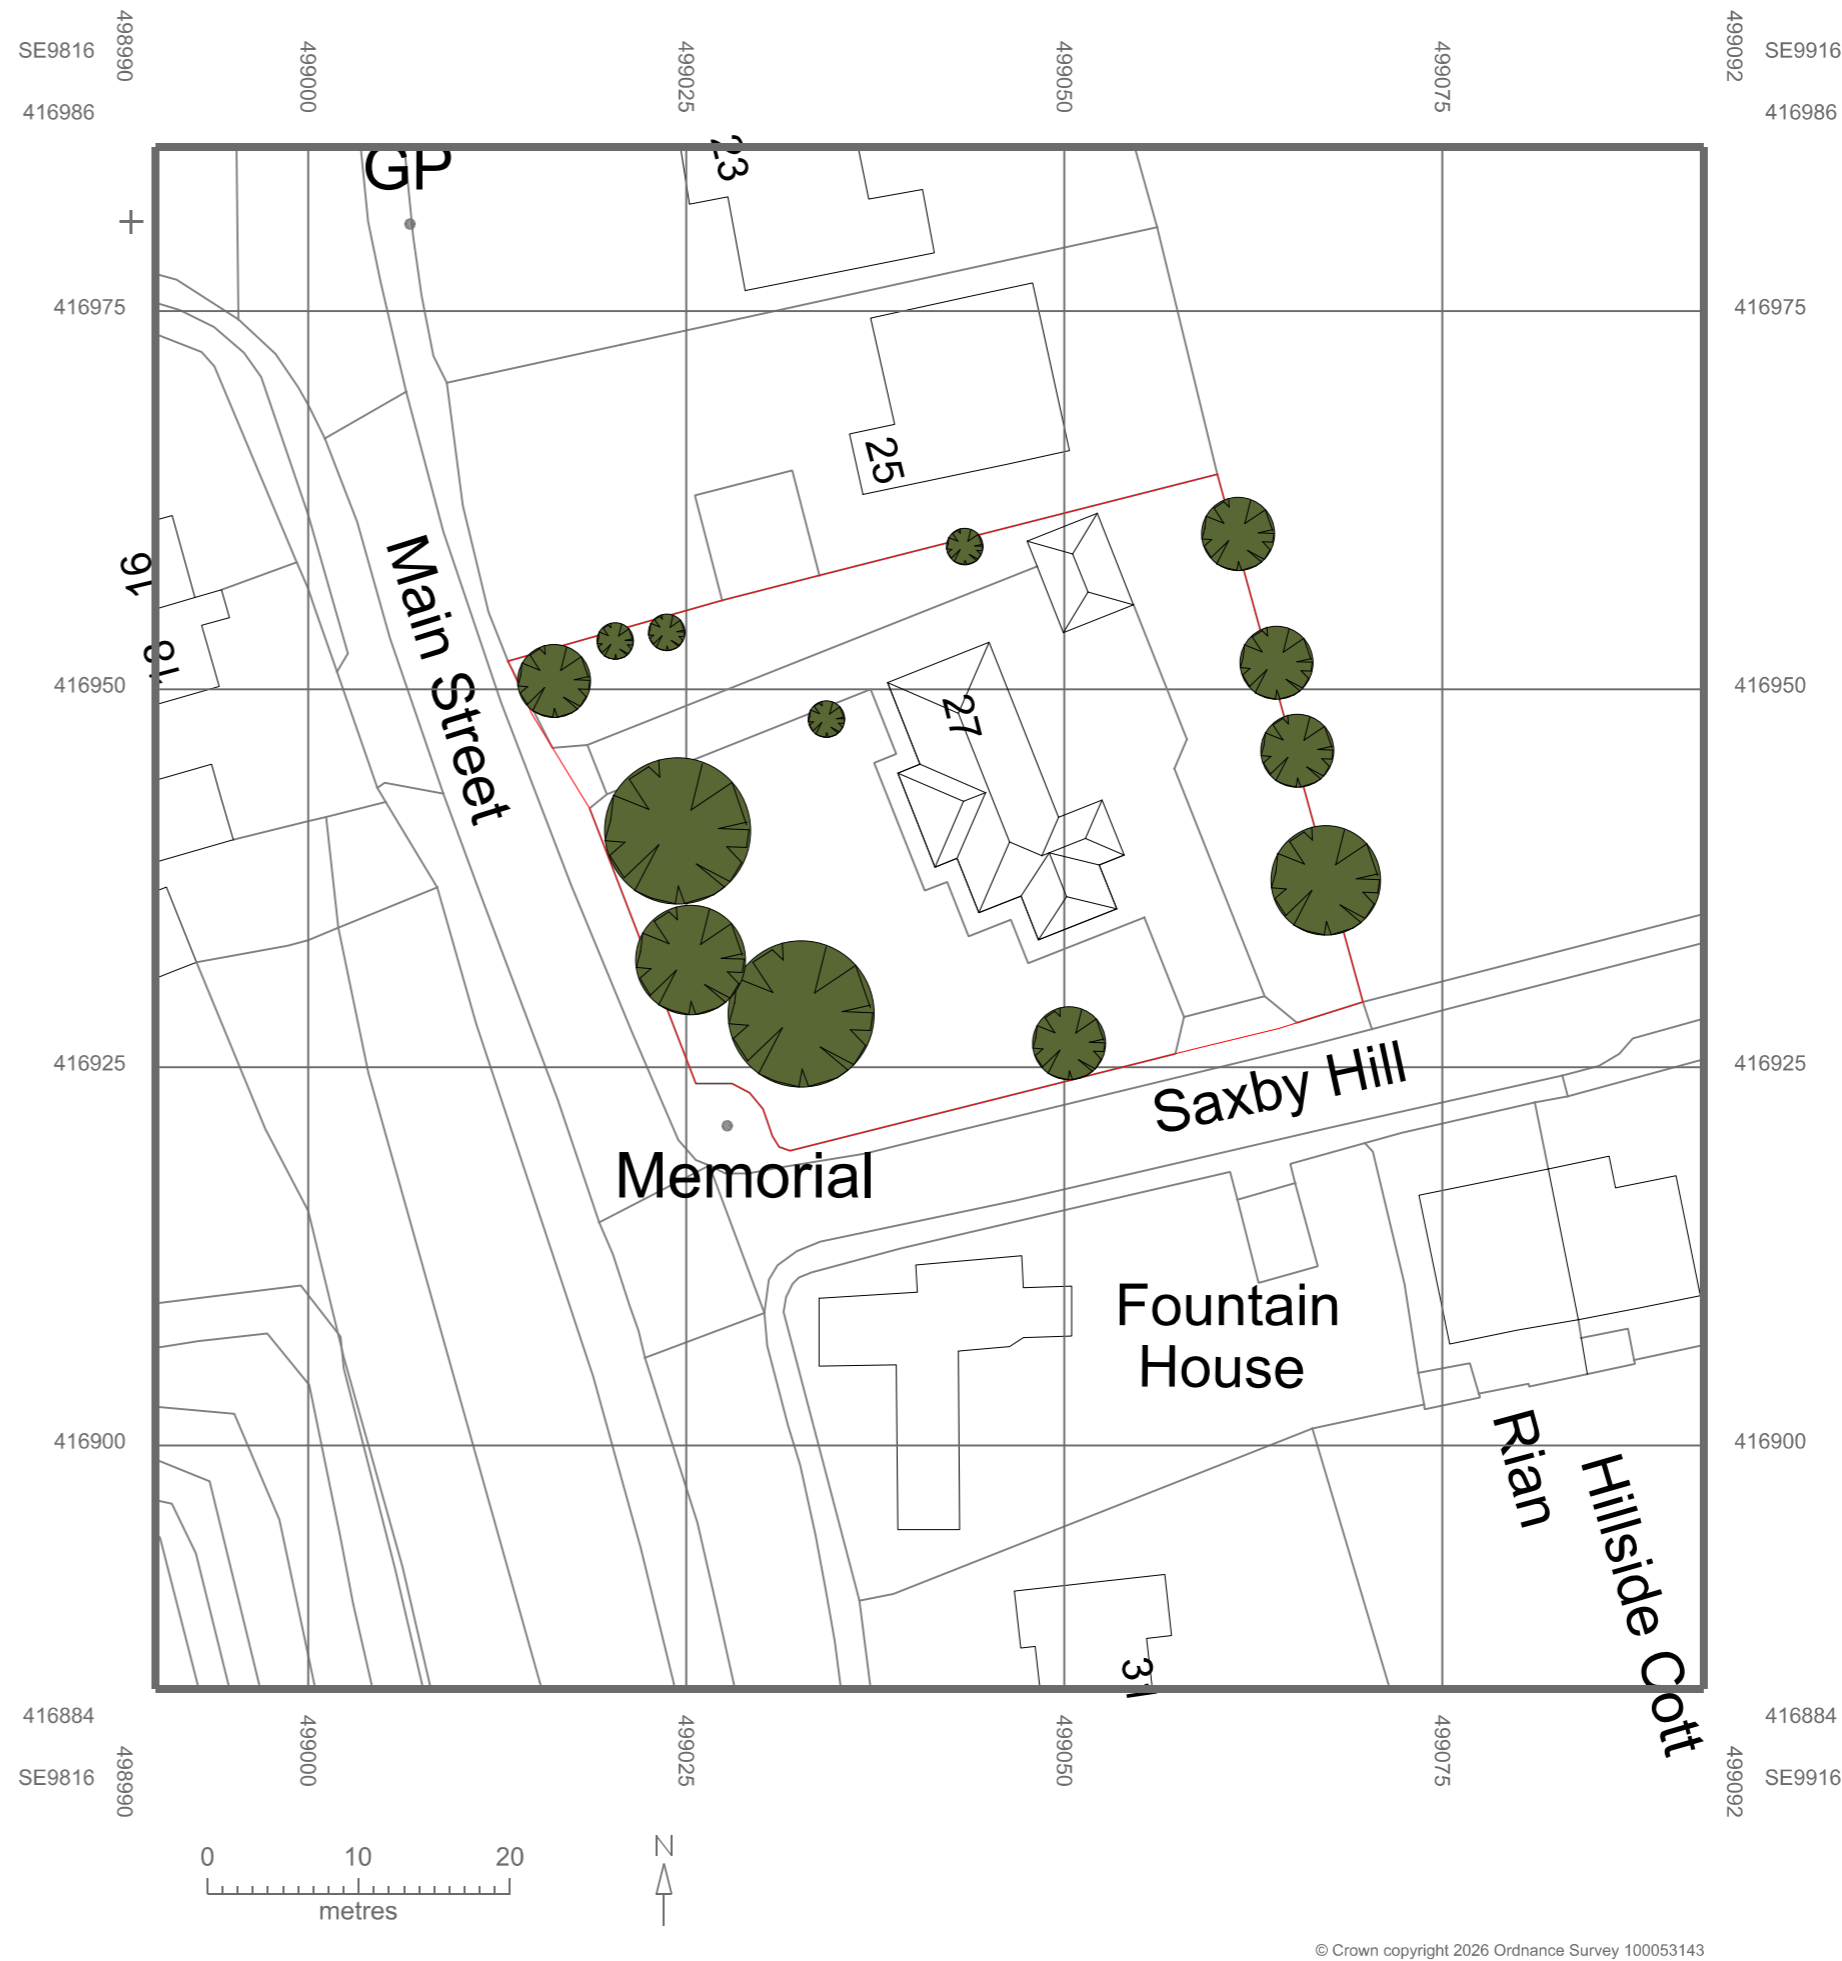 498990
499000
499025
499050
499075
499092
SE9816
SE9916
416986
416986
GP
23
416975
416975
25
16
Main Street
18
416950
416950
27
416925
416925
Saxby Hill
Memorial
Fountain
House
416900
416900
Rian
Hillside Cott
31
416884
416884
498990
499000
499025
499050
499075
499092
SE9816
SE9916
0 10 20
metres
N
© Crown copyright 2026 Ordnance Survey 100053143